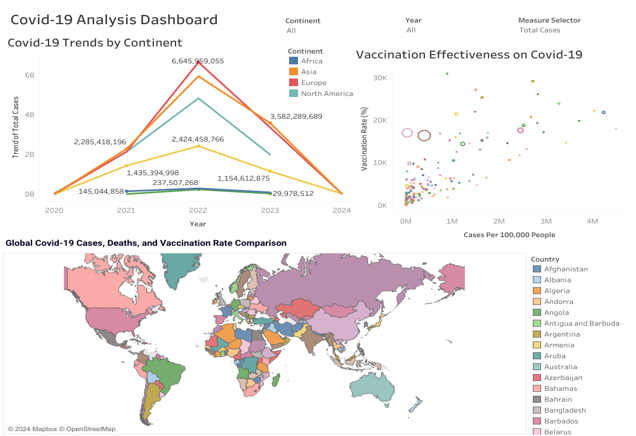 Covid-19 Analysis Dashboard
Continent
All
Year
All
Measure Selector
Total Cases
Covid-19 Trends by Continent
Continent
Africa
Asia
Europe
North America
Trend of Total Cases
6B
4B
2B
0B
6,645,959,055
3,582,289,689
2,285,418,196
2,424,458,766
1,435,394,998
1,154,612,875
145,044,858
237,507,268
29,978,512
2020
2021
2022
2023
2024
Year
Vaccination Effectiveness on Covid-19
Vaccination Rate (%)
30K
20K
10K
0K
0M
1M
2M
3M
4M
Cases Per 100,000 People
Global Covid-19 Cases, Deaths, and Vaccination Rate Comparison
© 2024 Mapbox © OpenStreetMap
Country
Afghanistan
Albania
Algeria
Andorra
Angola
Antigua and Barbuda
Argentina
Armenia
Aruba
Australia
Azerbaijan
Bahamas
Bahrain
Bangladesh
Barbados
Belarus